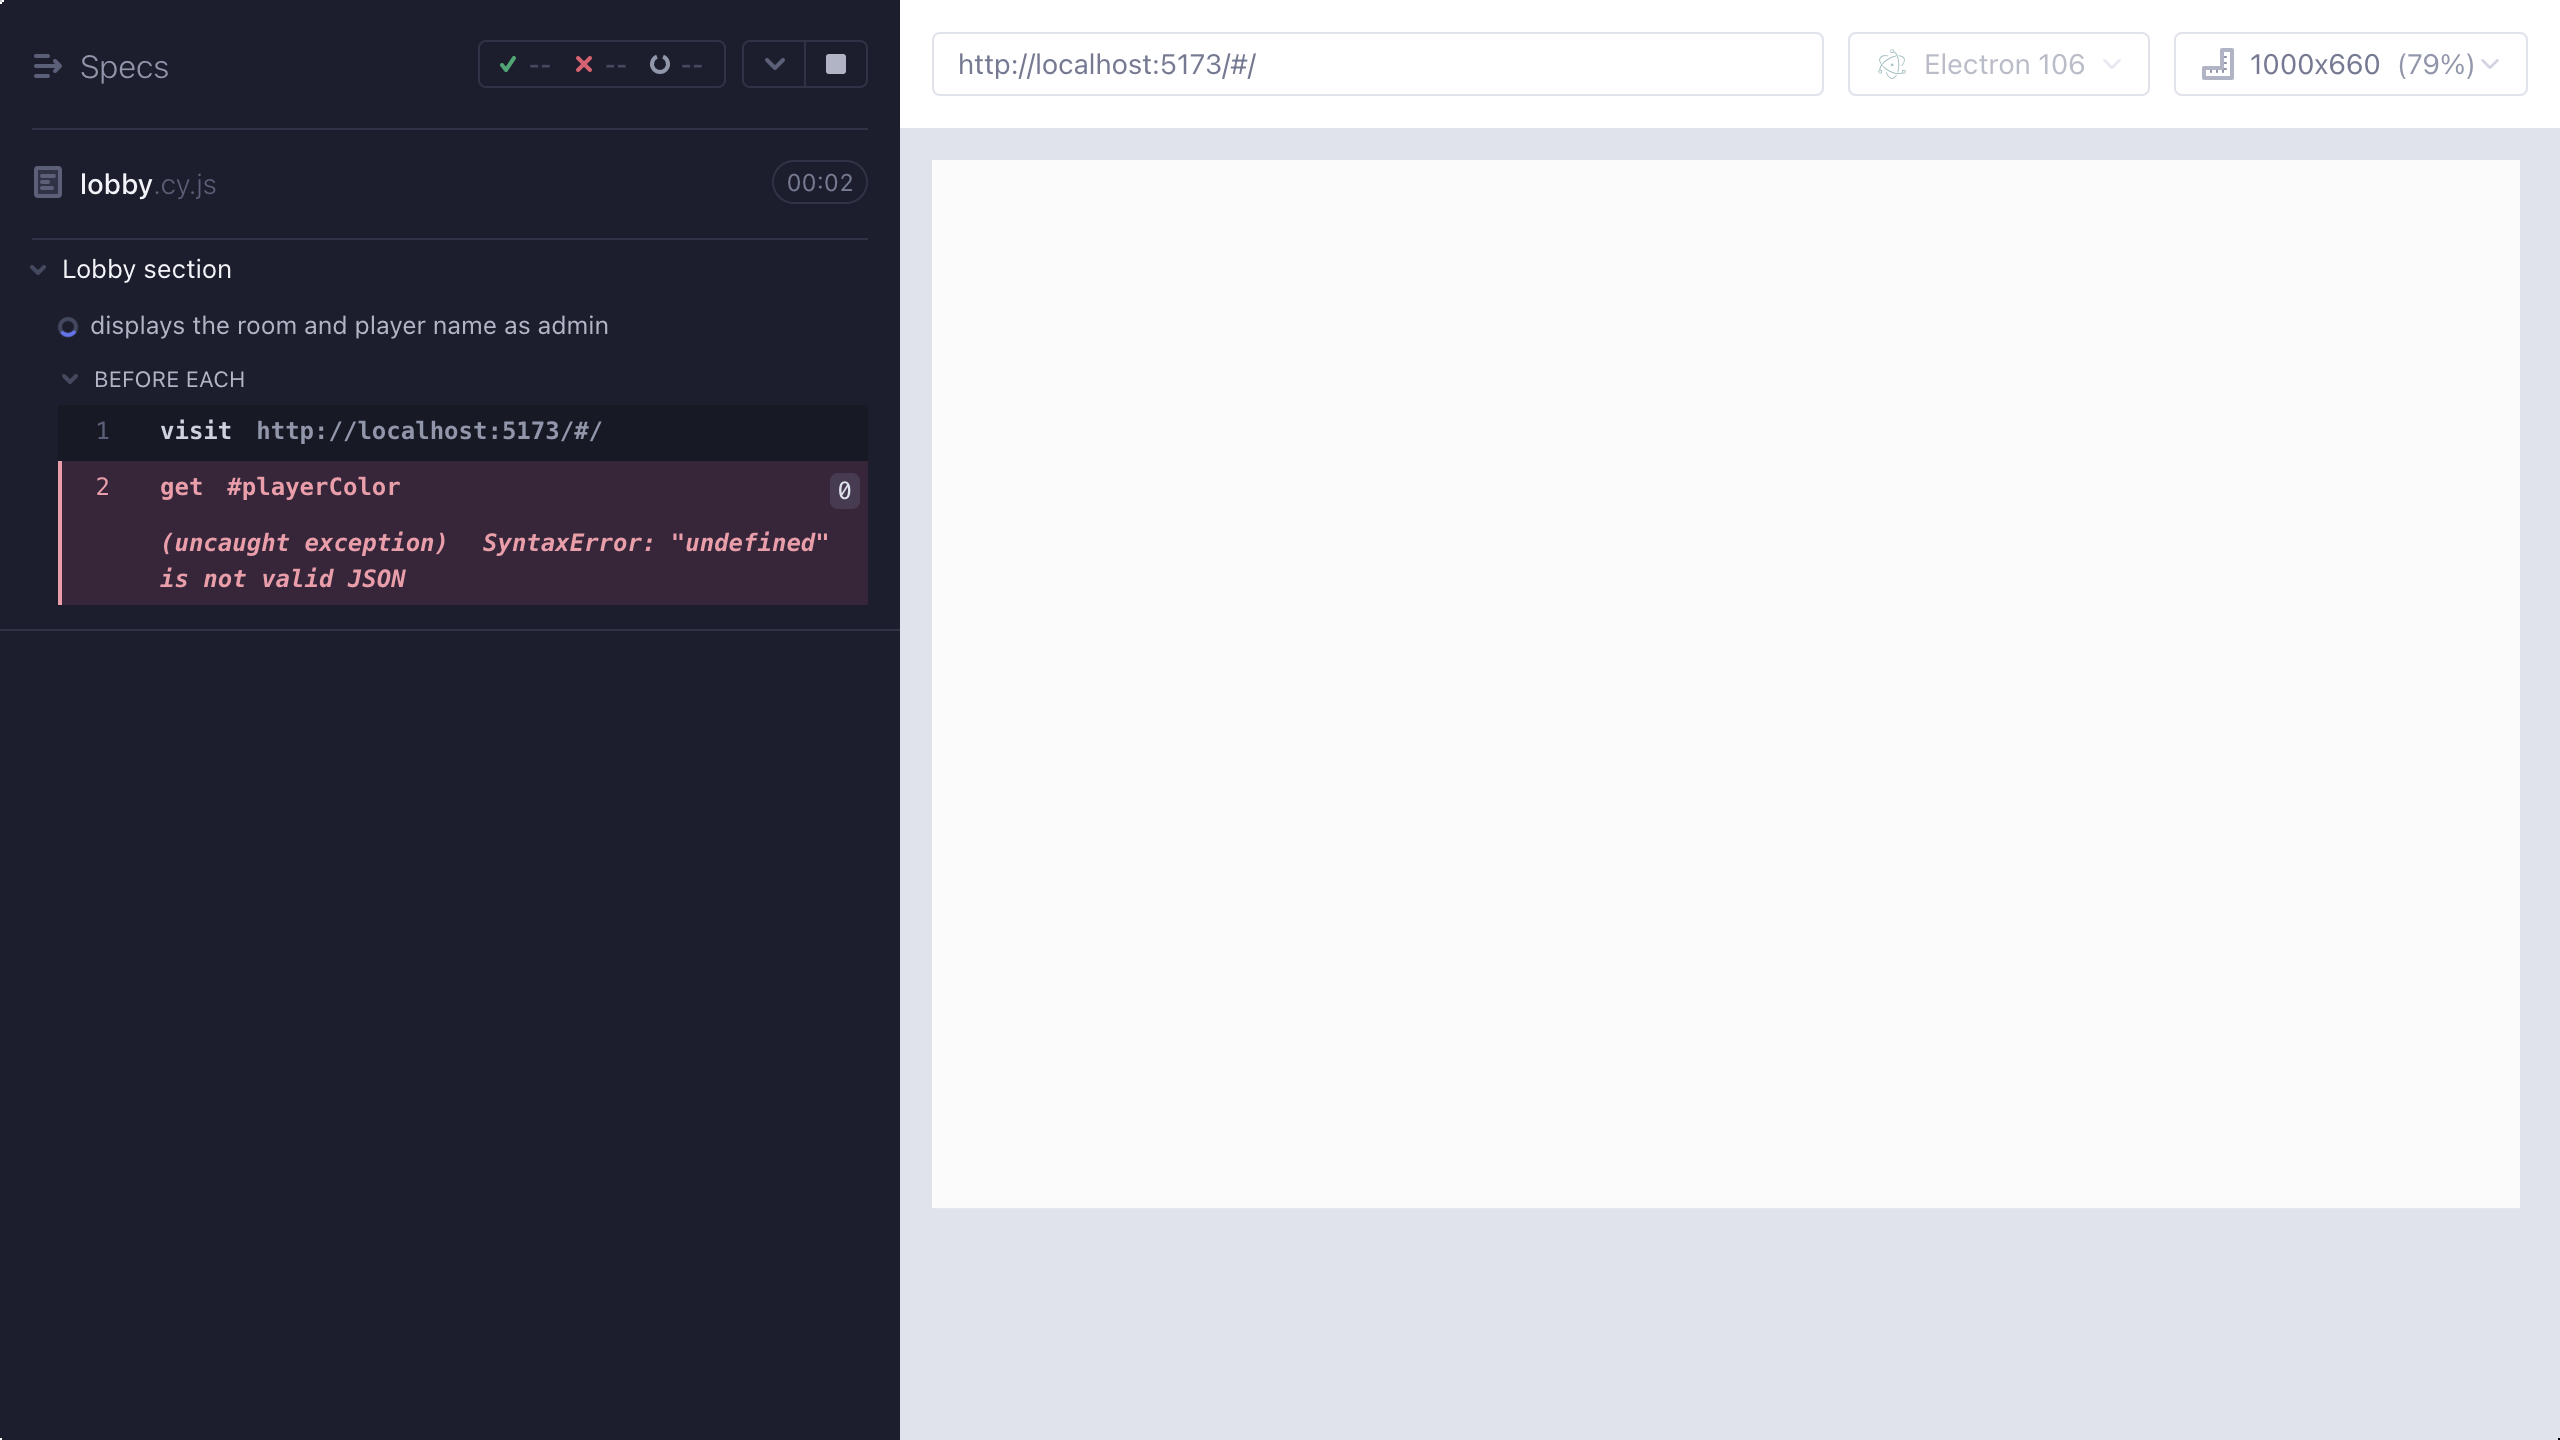 Specs
-- -- --
lobby.cy.js
00:02
Lobby section
displays the room and player name as admin
BEFORE EACH
1 visit http://localhost:5173/#/
2 get #playerColor 0
(uncaught exception) SyntaxError: "undefined"
is not valid JSON
http://localhost:5173/#/
Electron 106
1000x660 (79%)